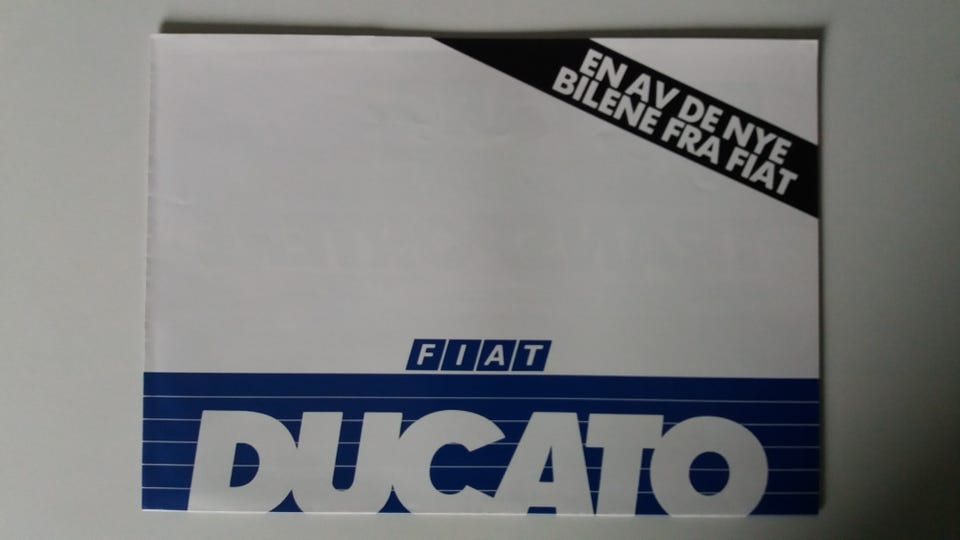 EN AV DE NYE
BILENE FRA FIAT
FIAT
DUCATO